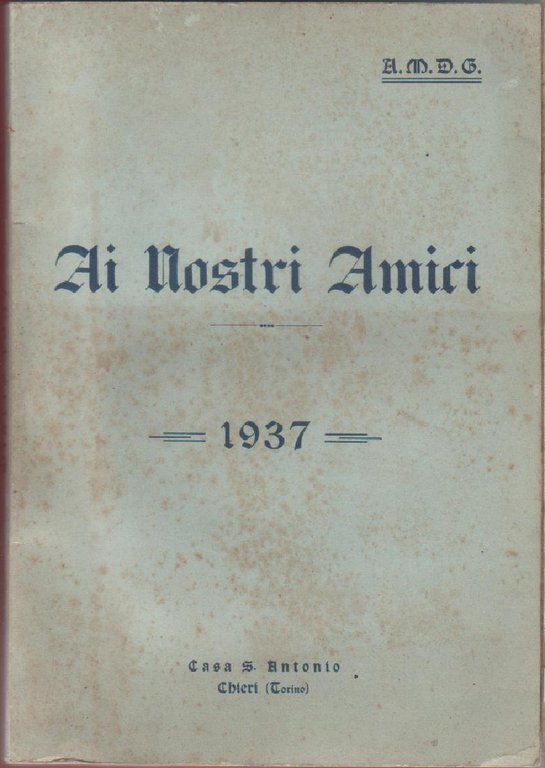 A. M. D. G.
Ai Nostri Amici
1937
Casa S. Antonio
Chieri (Torino)